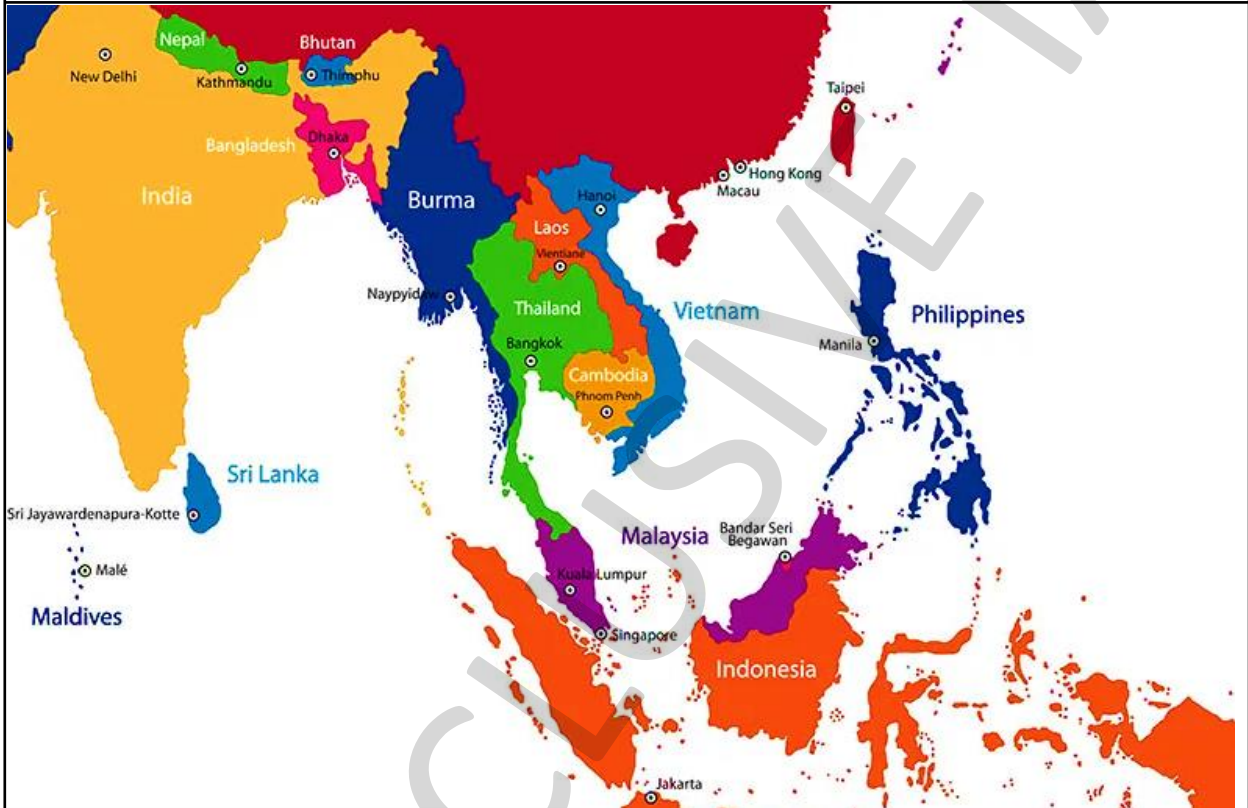 Nepal
Bhutan
New Delhi
Kathmandu
Thimphu
Taipei
Bangladesh
Dhaka
Hong Kong
Macau
India
Burma
Hanoi
Laos
Vientiane
Naypyidaw
Thailand
Vietnam
Philippines
Bangkok
Manila
Cambodia
Phnom Penh
Sri Lanka
Sri Jayawardenapura-Kotte
Malaysia
Bandar Seri
Begawan
Malé
Kuala Lumpur
Maldives
Singapore
Indonesia
Jakarta